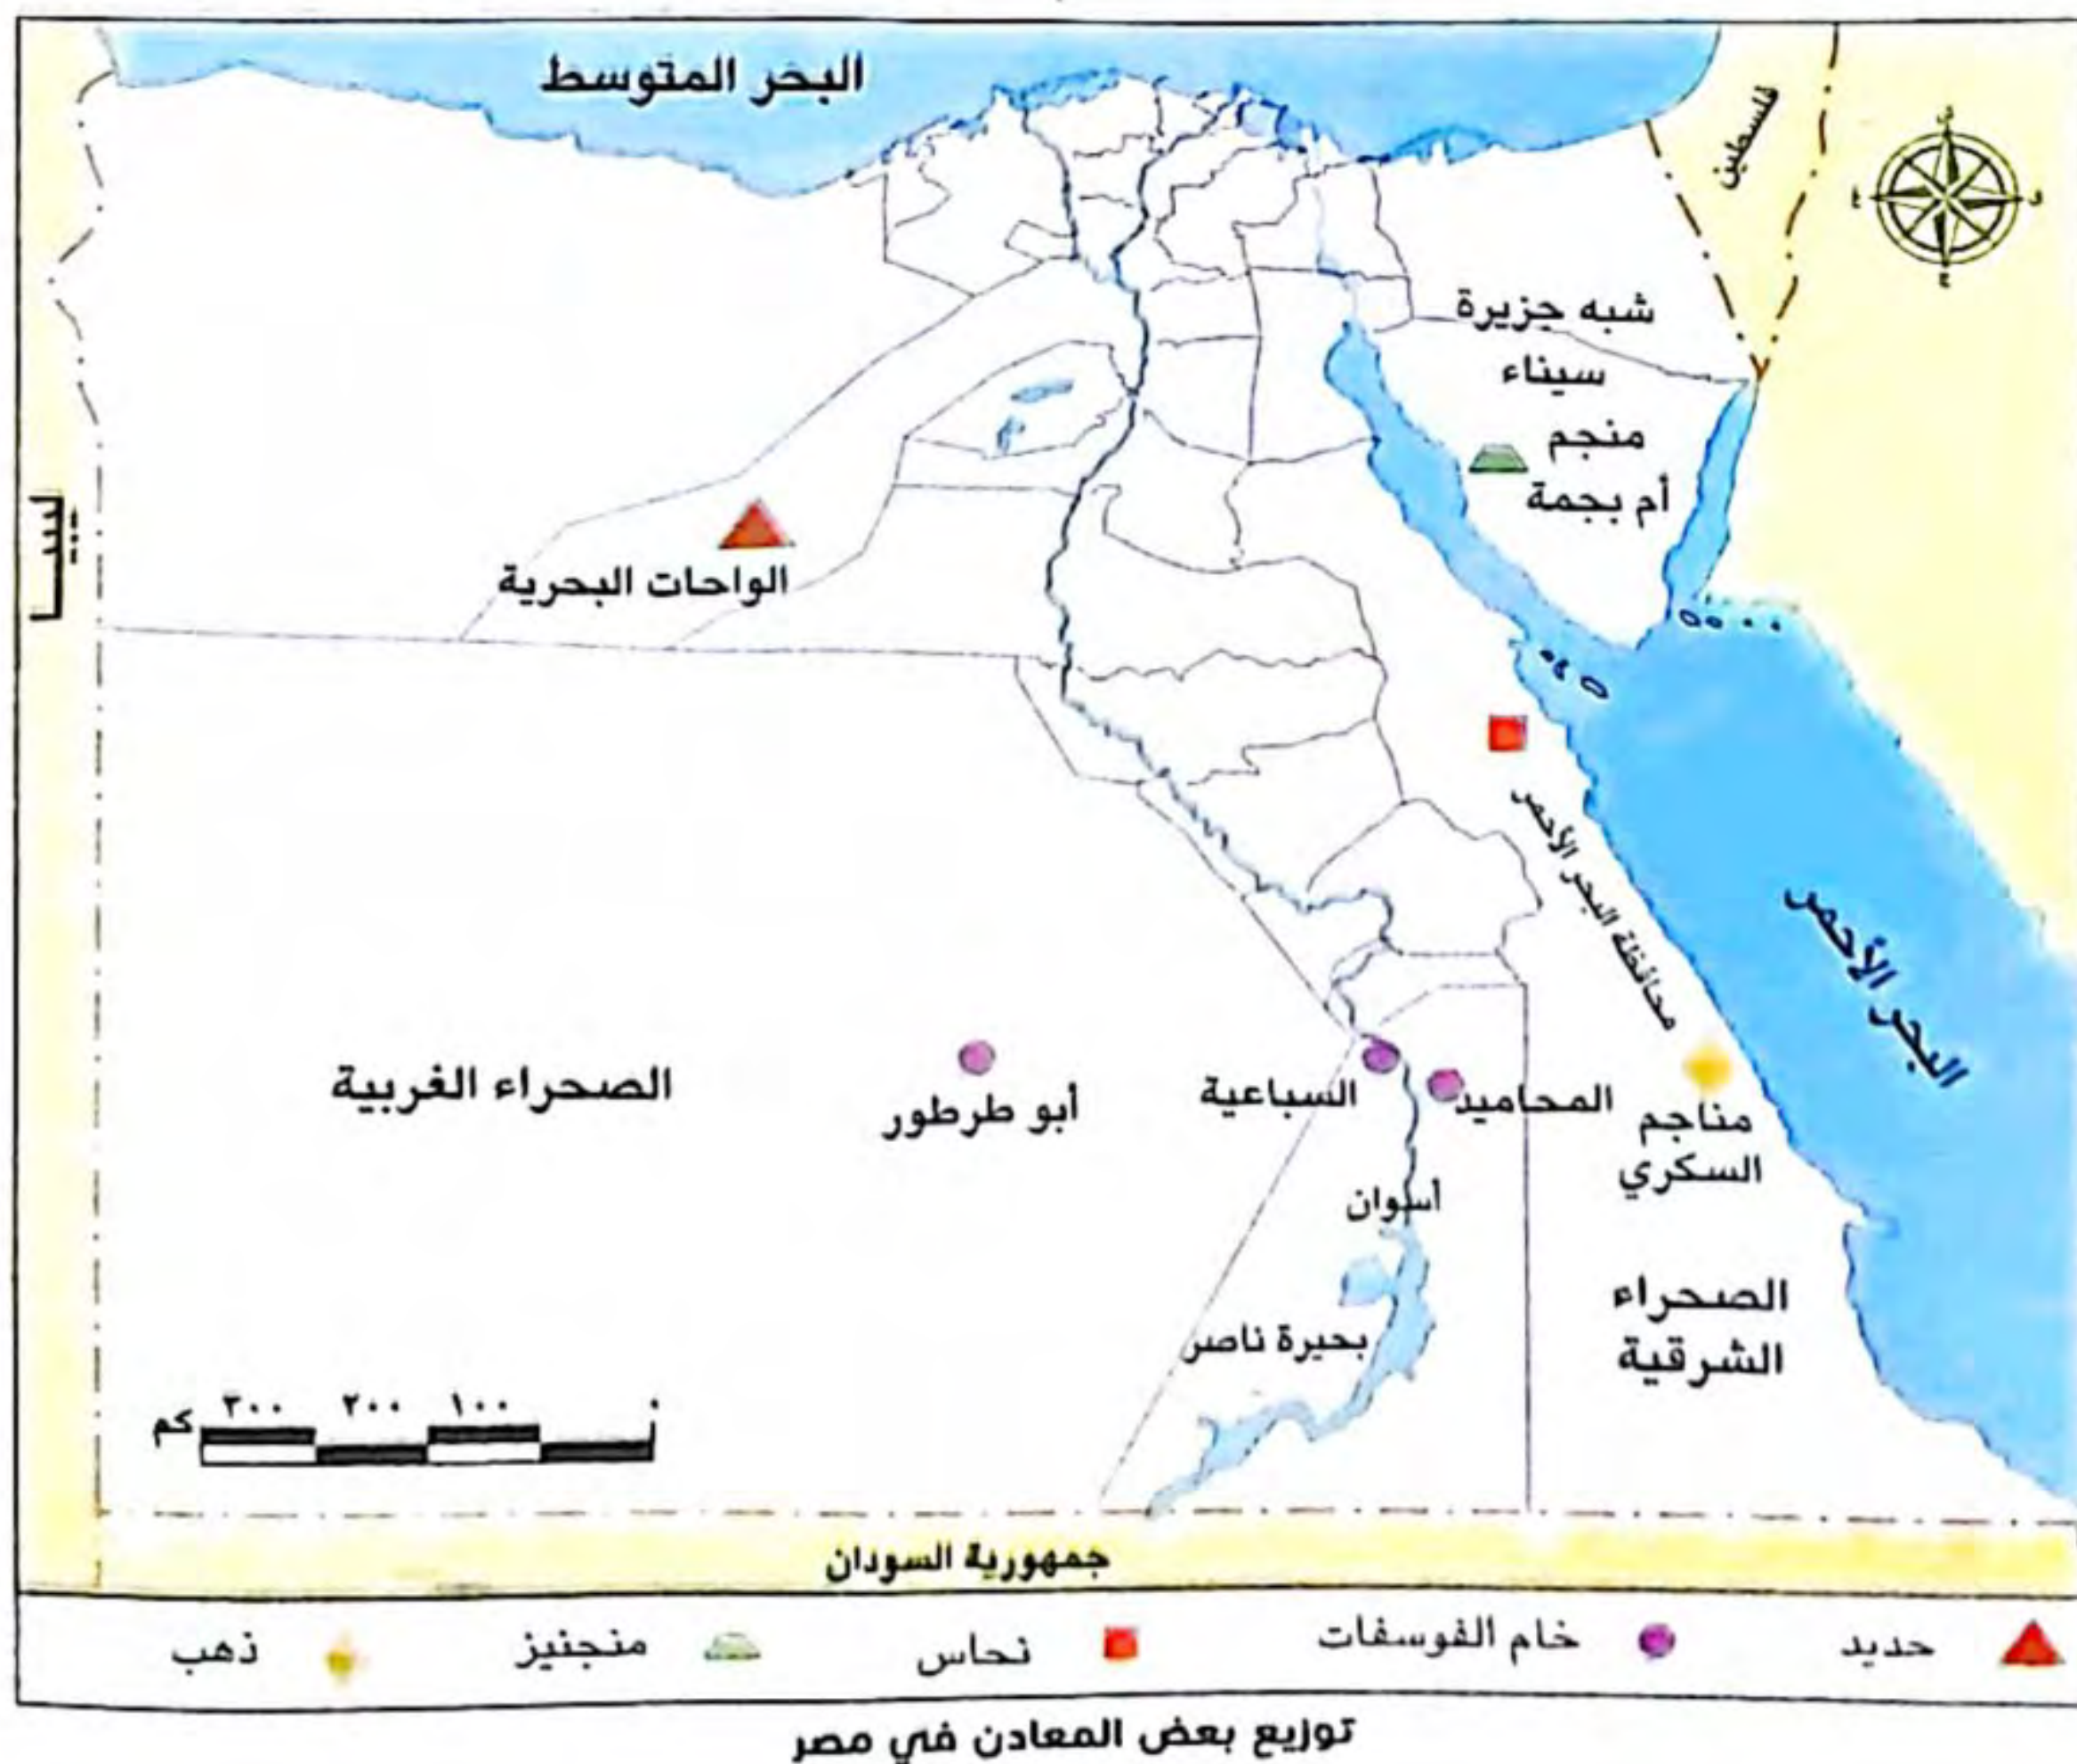 البحر المتوسط
فلسطين
ليبيا
شبه جزيرة
سيناء
منجم
أم بجمة
الواحات البحرية
محافظة البحر الأحمر
البحر الأحمر
الصحراء الغربية
أبو طرطور
السباعية
المحاميد
مناجم
السكري
أسوان
بحيرة ناصر
الصحراء
الشرقية
٣٠٠ ٢٠٠ ١٠٠ ٠
كم
جمهورية السودان
حديد
خام الفوسفات
نحاس
منجنيز
ذهب
توزيع بعض المعادن في مصر